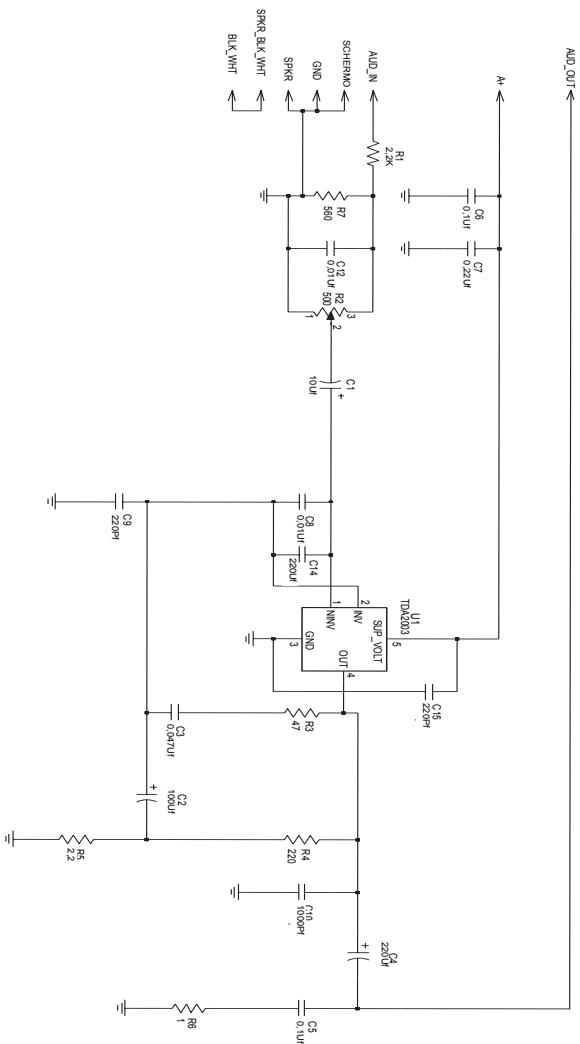 AUD_OUT
A+
AUD_IN
SCHERMO
GND
SPKR
SPKR_BLK_WHT
BLK_WHT
C6
0,1Uf
C7
0,22Uf
R1
2,2K
R7
560
C12
0,01Uf
R2
500
3
2
1
C1
10Uf
+
C8
0,01Uf
C14
220Uf
C9
220Pf
U1
TDA2003
SUP_VOLT
INV
NINV
GND
OUT
5
2
1
3
4
C15
220Pf
R3
47
C3
0,047Uf
C2
100Uf
+
R4
220
R5
2,2
C10
1000Pf
C4
220Uf
+
C5
0,1Uf
R6
1